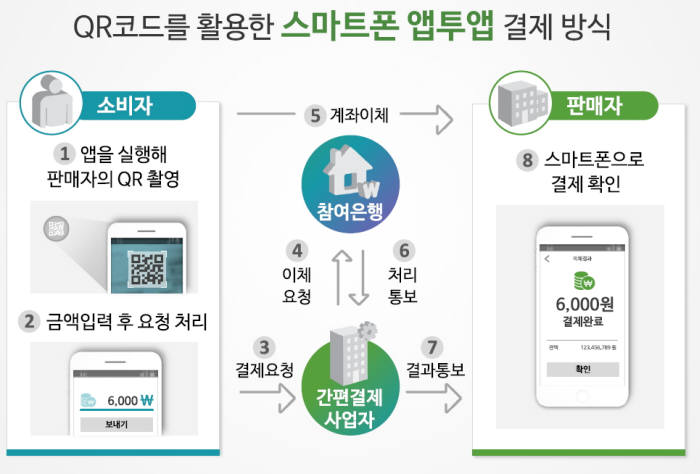 QR코드를 활용한 스마트폰 앱투앱 결제 방식
소비자
1 앱을 실행해
판매자의 QR 촬영
2 금액입력 후 요청 처리
6,000 ₩
보내기
3
결제요청
4
이체
요청
5 계좌이체
참여은행
₩
6
처리
통보
간편결제
사업자
7
결과통보
판매자
8 스마트폰으로
결제 확인
이체결과
6,000원
결제완료
잔액 123,456,789 원
확인